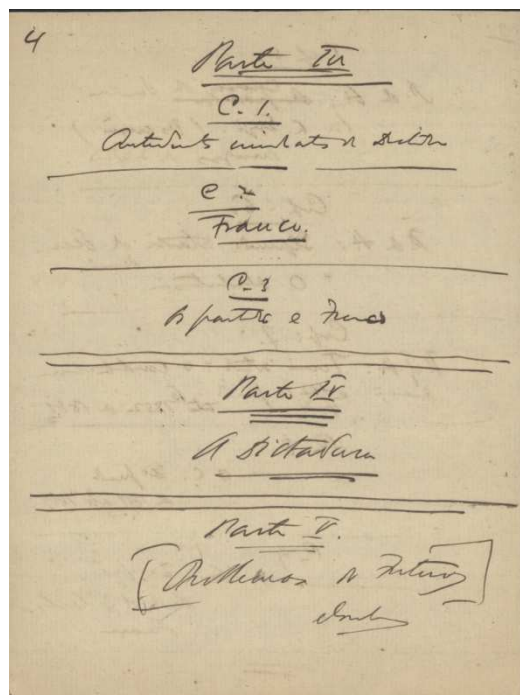 4
Parte III
C. 1.
Antecedentes immediatos da Dictadura
C 2
Franco.
C. 3
Os partidos e Franco
Parte IV
A Dictadura
Parte V.
[Problemas do Futuro]